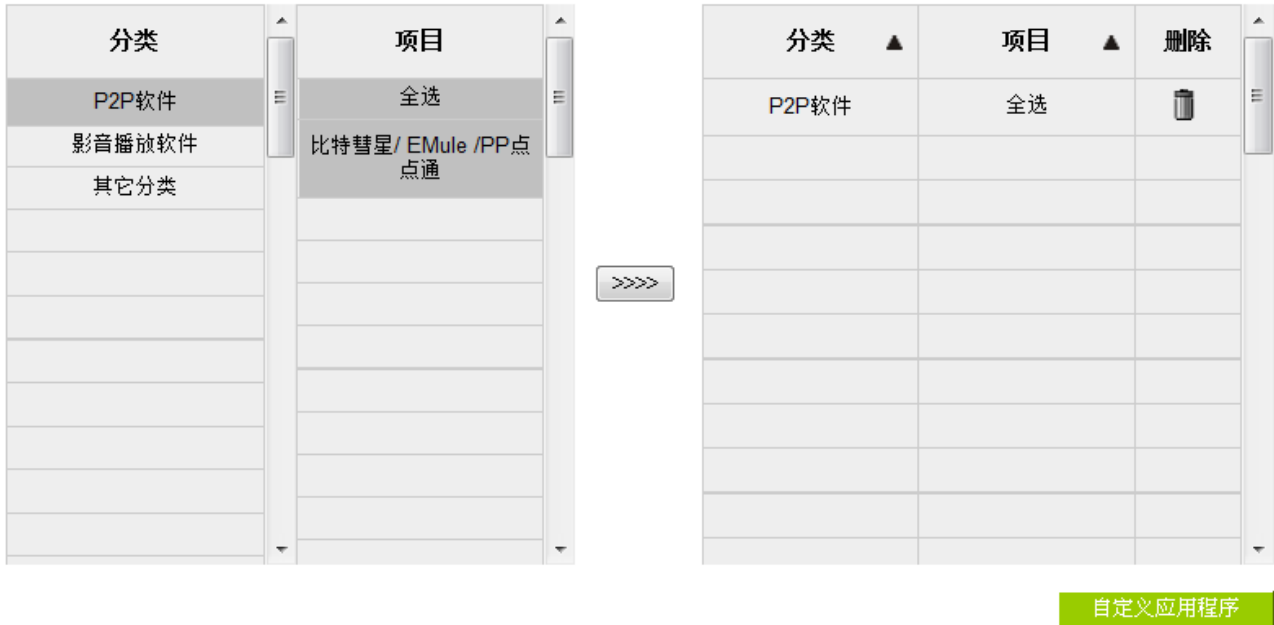 分类
项目
P2P软件
全选
影音播放软件
比特彗星/ EMule /PP点
点通
其它分类
>>>>
分类 ▲ 项目 ▲ 删除
P2P软件 全选
自定义应用程序